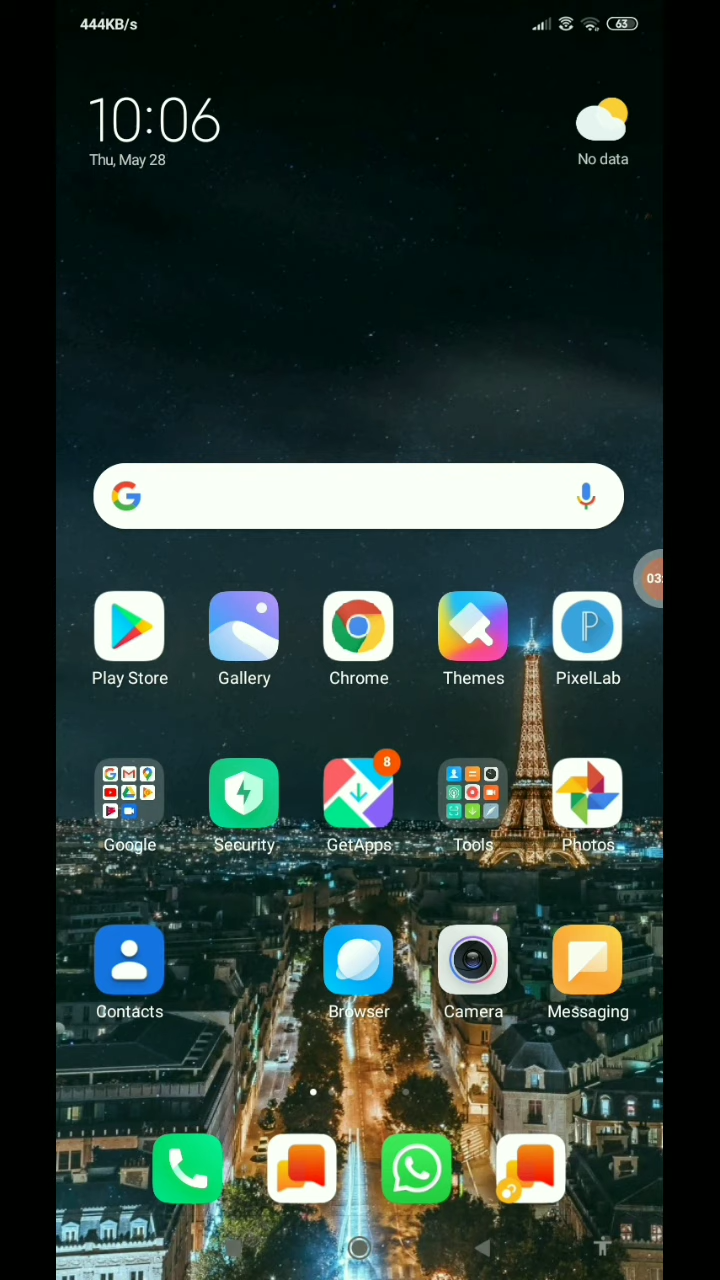 444KB/s
63
10:06
Thu, May 28
No data
03:
Play Store
Gallery
Chrome
Themes
PixelLab
8
Google
Security
GetApps
Tools
Photos
Contacts
Browser
Camera
Messaging